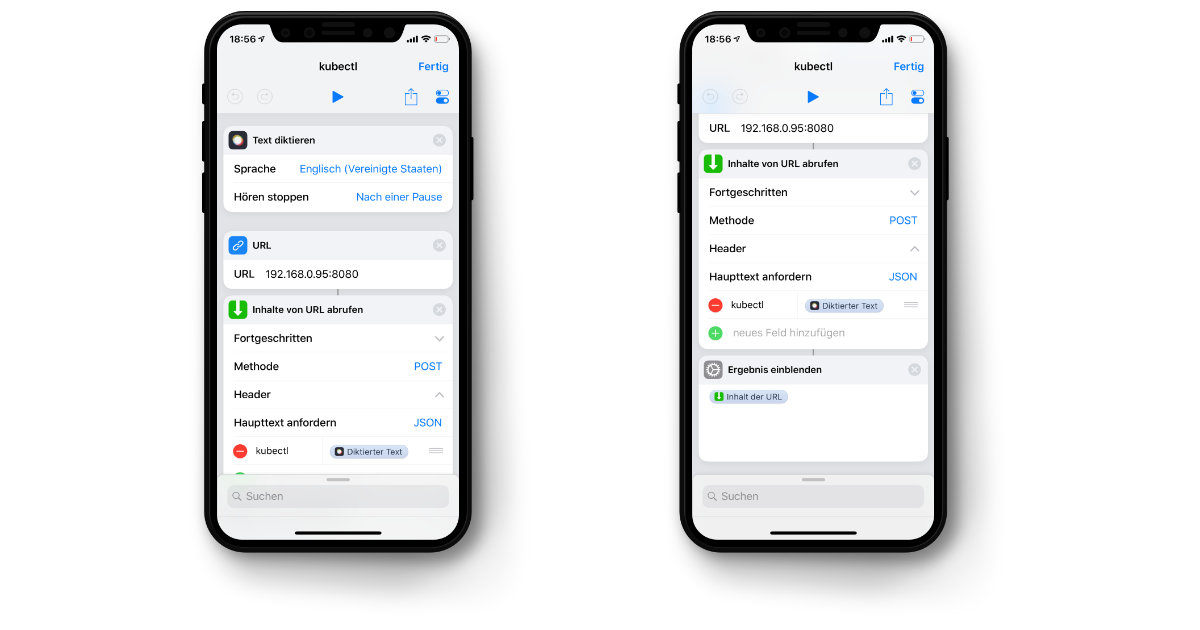 18:56
kubectl
Fertig
Text diktieren
Sprache Englisch (Vereinigte Staaten)
Hören stoppen Nach einer Pause
URL
URL 192.168.0.95:8080
Inhalte von URL abrufen
Fortgeschritten
Methode POST
Header
Haupttext anfordern JSON
kubectl Diktierter Text
Suchen
18:56
kubectl
Fertig
URL 192.168.0.95:8080
Inhalte von URL abrufen
Fortgeschritten
Methode POST
Header
Haupttext anfordern JSON
kubectl Diktierter Text
neues Feld hinzufügen
Ergebnis einblenden
Inhalt der URL
Suchen